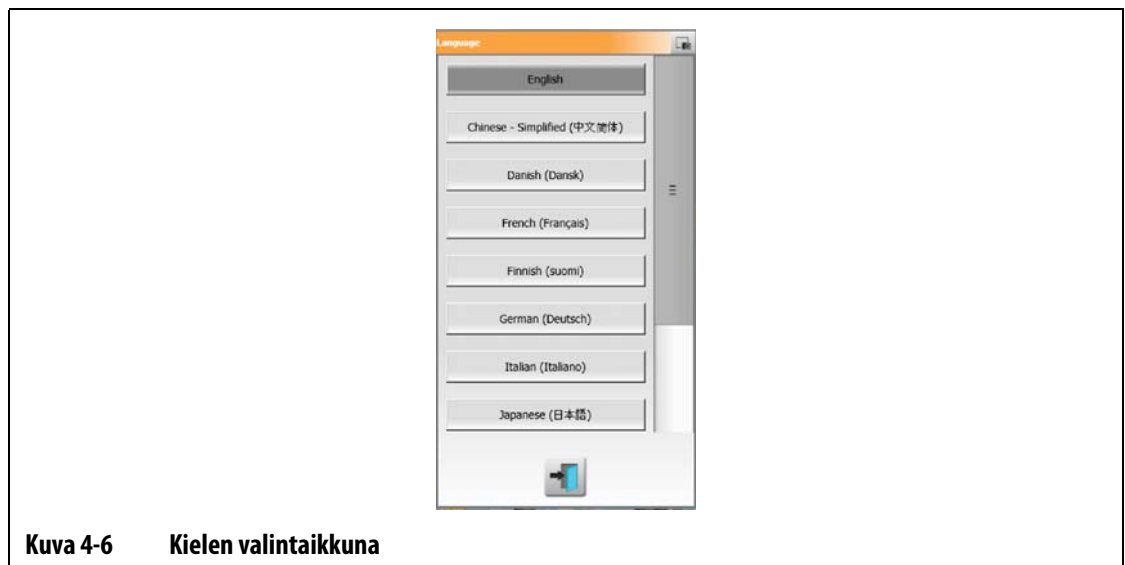 Language
English
Chinese - Simplified (中文简体)
Danish (Dansk)
French (Français)
Finnish (suomi)
German (Deutsch)
Italian (Italiano)
Japanese (日本語)
Kuva 4-6 Kielen valintaikkuna